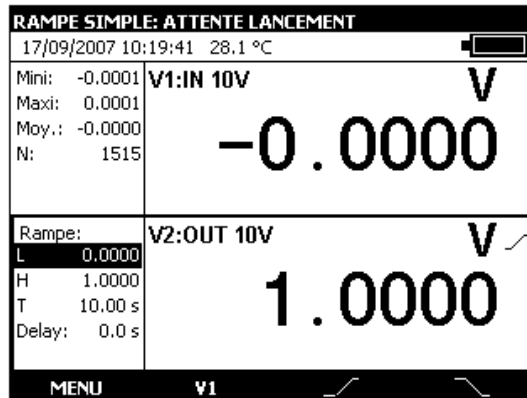 RAMPE SIMPLE: ATTENTE LANCEMENT
17/09/2007 10:19:41 28.1 °C
Mini: -0.0001
Maxi: 0.0001
Moy.: -0.0000
N: 1515
V1:IN 10V
V
-0.0000
Rampe:
L 0.0000
H 1.0000
T 10.00 s
Delay: 0.0 s
V2:OUT 10V
V
1.0000
MENU V1